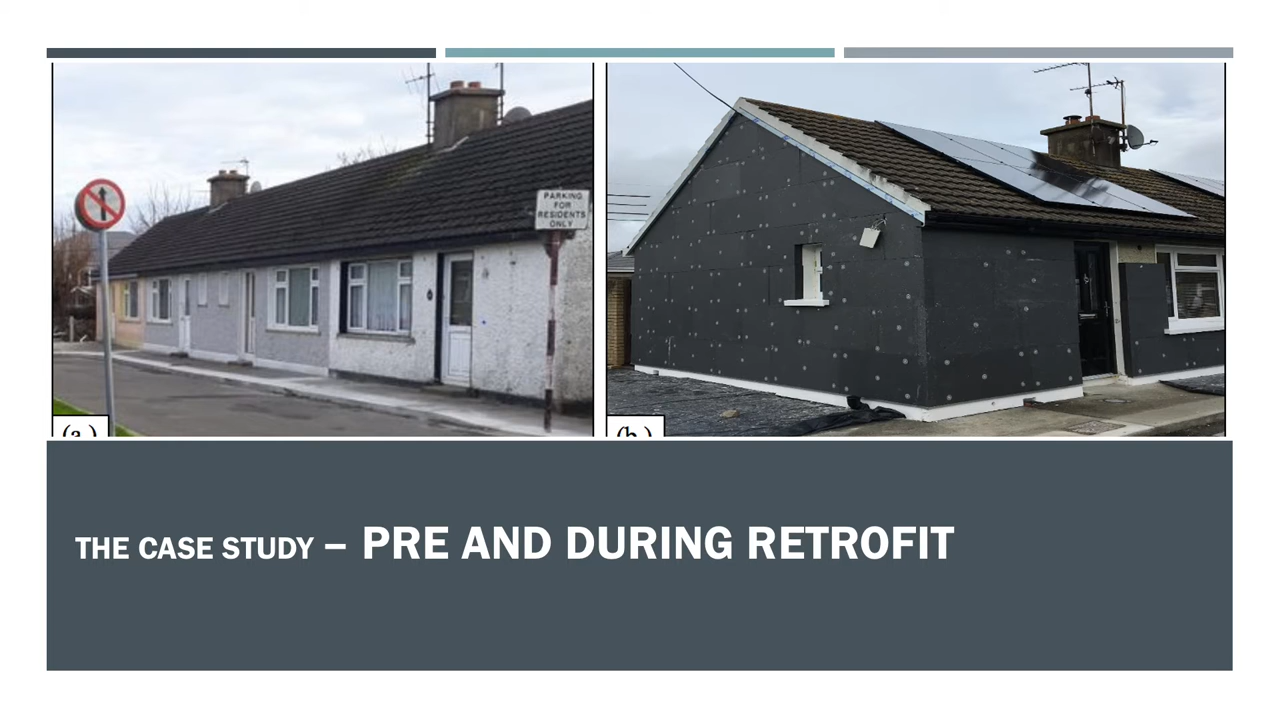 PARKING
FOR
RESIDENTS
ONLY
(a)
(b)
THE CASE STUDY – PRE AND DURING RETROFIT